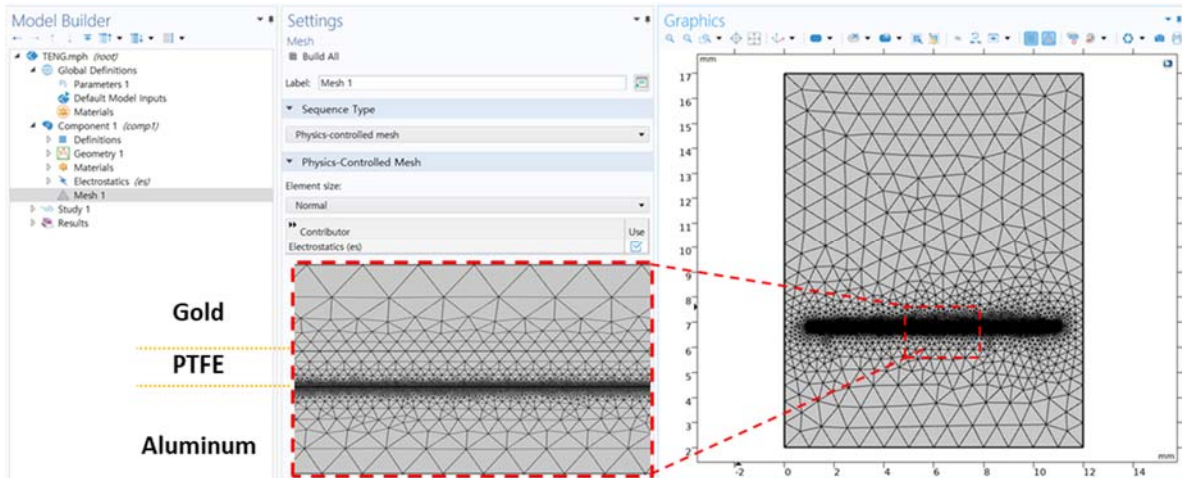 Model Builder
TENG.mph (root)
Global Definitions
Parameters 1
Default Model Inputs
Materials
Component 1 (comp1)
Definitions
Geometry 1
Materials
Electrostatics (es)
Mesh 1
Study 1
Results
Settings
Mesh
Build All
Label: Mesh 1
Sequence Type
Physics-controlled mesh
Physics-Controlled Mesh
Element size:
Normal
Contributor Use
Electrostatics (es)
Gold
PTFE
Aluminum
Graphics
mm
17
16
15
14
13
12
11
10
9
8
7
6
5
4
3
2
mm
-2 0 2 4 6 8 10 12 14